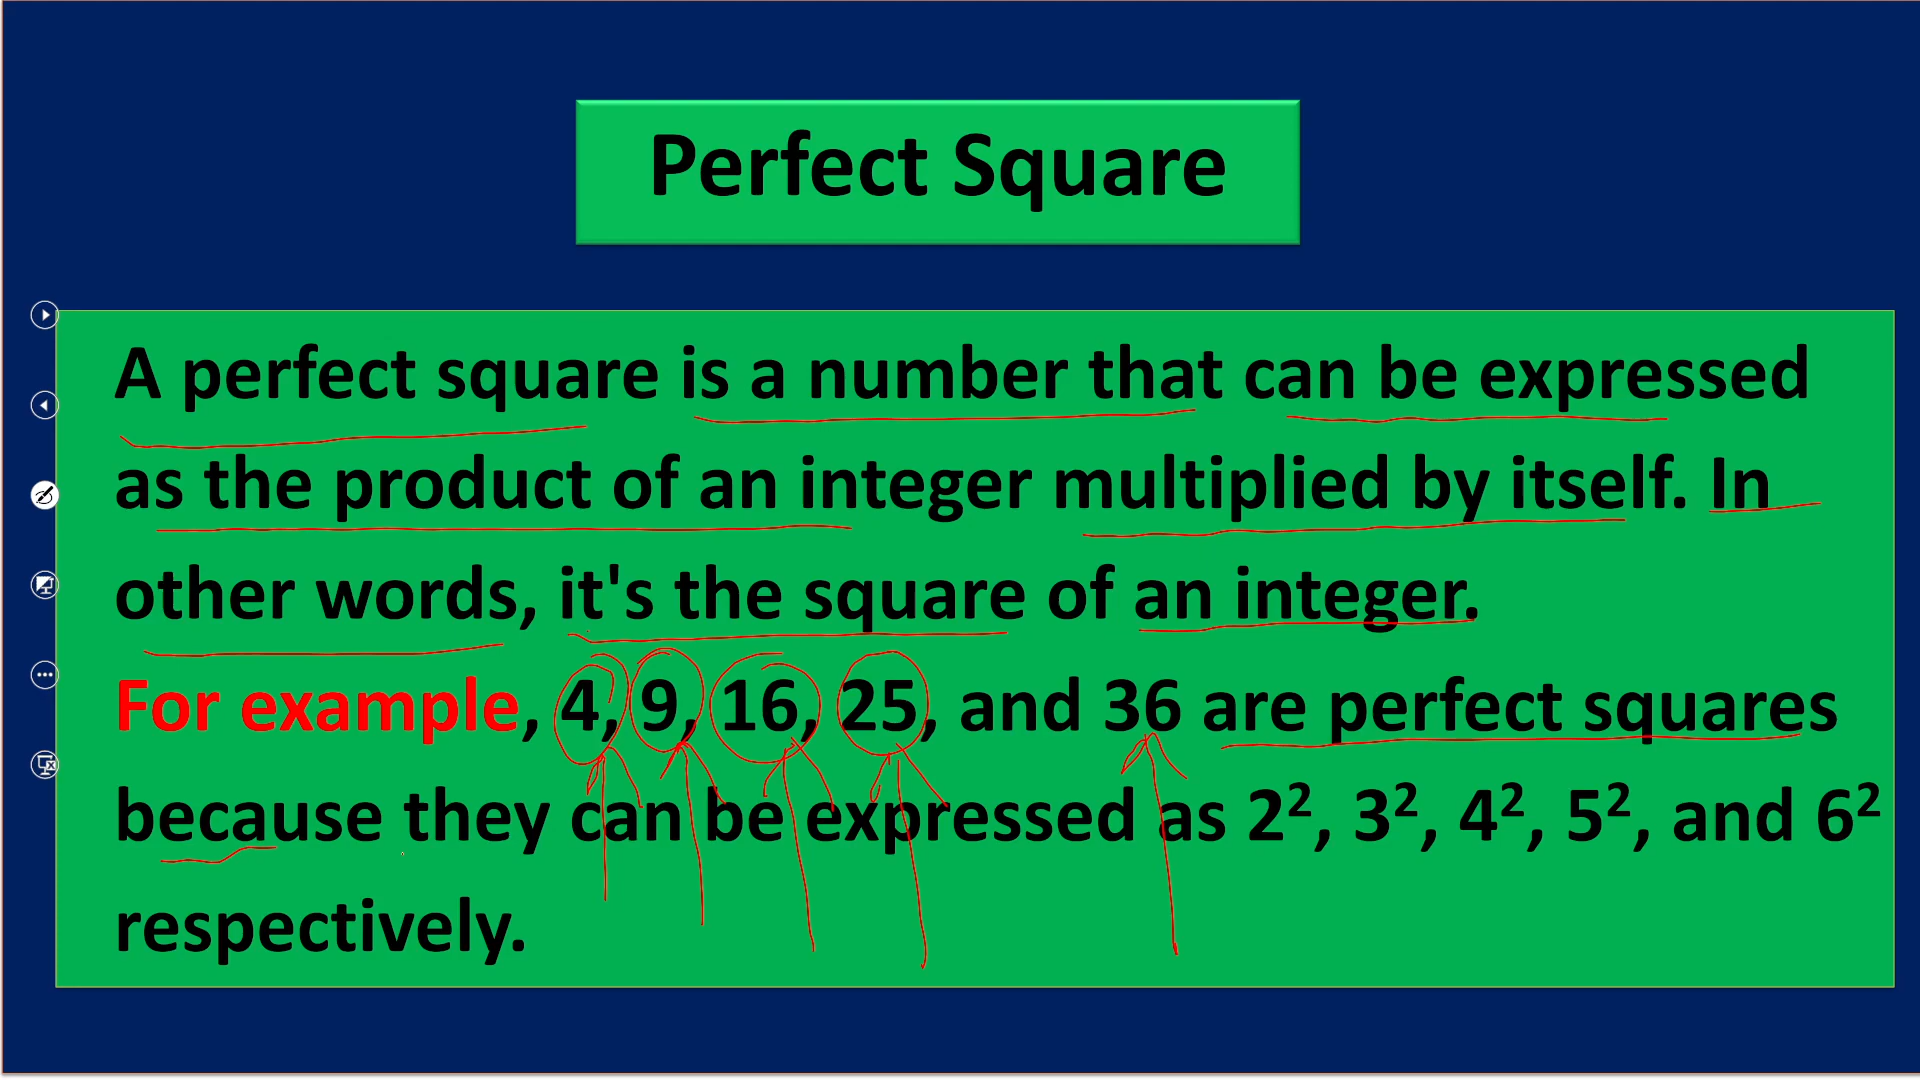 Perfect Square
A perfect square is a number that can be expressed
as the product of an integer multiplied by itself. In
other words, it's the square of an integer.
For example, 4, 9, 16, 25, and 36 are perfect squares
because they can be expressed as 2², 3², 4², 5², and 6²
respectively.